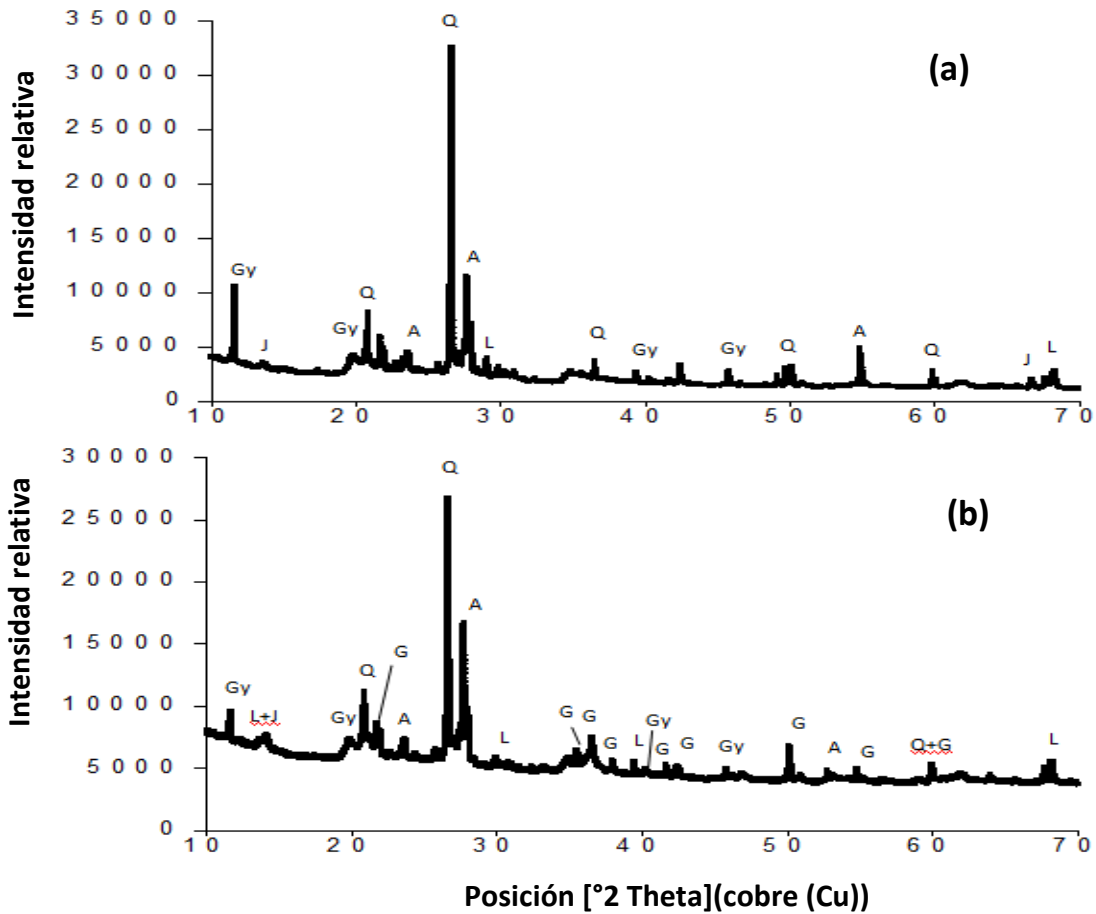 Intensidad relativa
35000
30000
25000
20000
15000
10000
5000
0
(a)
Q
A
Gy
Q
J
Gy
A
L
Q
Gy
Gy
Q
A
Q
J
L
10 20 30 40 50 60 70
Intensidad relativa
30000
25000
20000
15000
10000
5000
0
(b)
Q
A
G
Q
Gy
L+J
Gy
A
L
G
G
G
L
Gy
G
G
Gy
G
A
G
Q+G
L
10 20 30 40 50 60 70
Posición [°2 Theta](cobre (Cu))